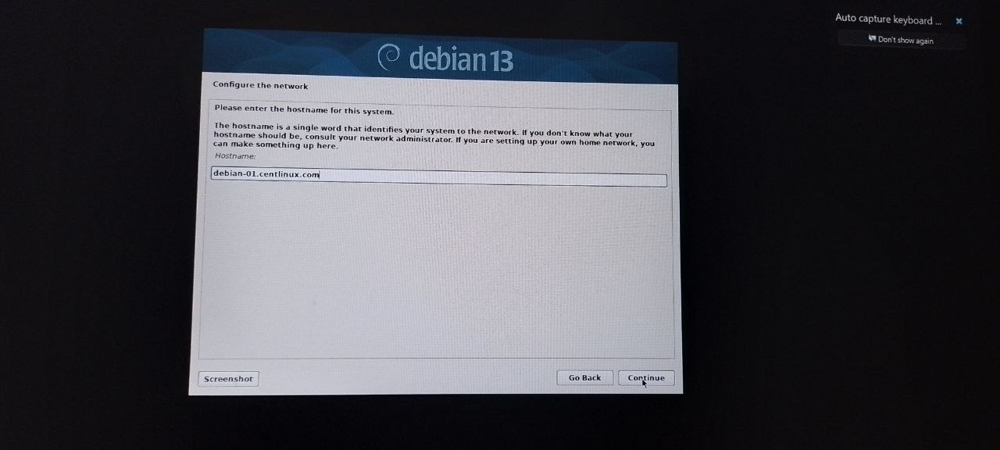 Auto capture keyboard ...
Don't show again
debian 13
Configure the network
Please enter the hostname for this system.
The hostname is a single word that identifies your system to the network. If you don't know what your
hostname should be, consult your network administrator. If you are setting up your own home network, you
can make something up here.
Hostname:
debian-01.centlinux.com
Screenshot
Go Back
Continue